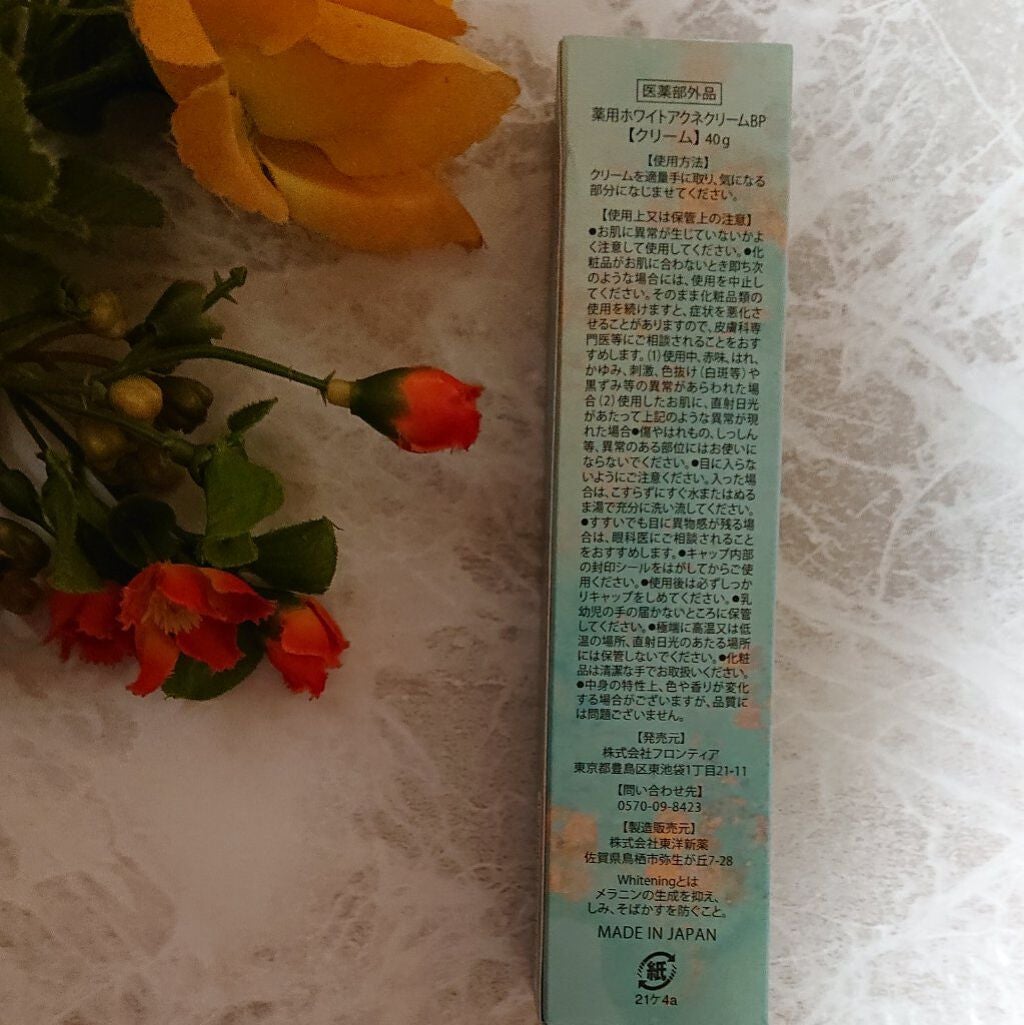 医薬部外品
薬用ホワイトアクネクリームBP
【クリーム】40g
【使用方法】
クリームを適量手に取り、気になる
部分になじませてください。
【使用上又は保管上の注意】
●お肌に異常が生じていないかよ
く注意して使用してください。●化
粧品がお肌に合わないとき即ち次
のような場合には、使用を中止し
てください。そのまま化粧品類の
使用を続けますと、症状を悪化さ
せることがありますので、皮膚科専
門医等にご相談されることをおす
すめします。(1)使用中、赤味、はれ、
かゆみ、刺激、色抜け(白斑等)や
黒ずみ等の異常があらわれた場
合(2)使用したお肌に、直射日光
があたって上記のような異常が現
れた場合●傷やはれもの、しっしん
等、異常のある部位にはお使いに
ならないでください。●目に入らな
いようにご注意ください。入った場
合は、こすらずにすぐ水またはぬる
ま湯で充分に洗い流してください。
●すすいでも目に異物感が残る場
合は、眼科医にご相談されること
をおすすめします。●キャップ内部
の封印シールをはがしてからご使
用ください。●使用後は必ずしっか
りキャップをしめてください。●乳
幼児の手の届かないところに保管
してください。●極端に高温又は低
温の場所、直射日光のあたる場所
には保管しないでください。●化粧
品は清潔な手でお取扱いください。
●中身の特性上、色や香りが変化
する場合がございますが、品質に
は問題ございません。
【発売元】
株式会社フロンティア
東京都豊島区東池袋1丁目21-11
【問い合わせ先】
0570-09-8423
【製造販売元】
株式会社東洋新薬
佐賀県鳥栖市弥生が丘7-28
Whiteningとは
メラニンの生成を抑え、
しみ、そばかすを防ぐこと。
MADE IN JAPAN
紙
21ケ4a